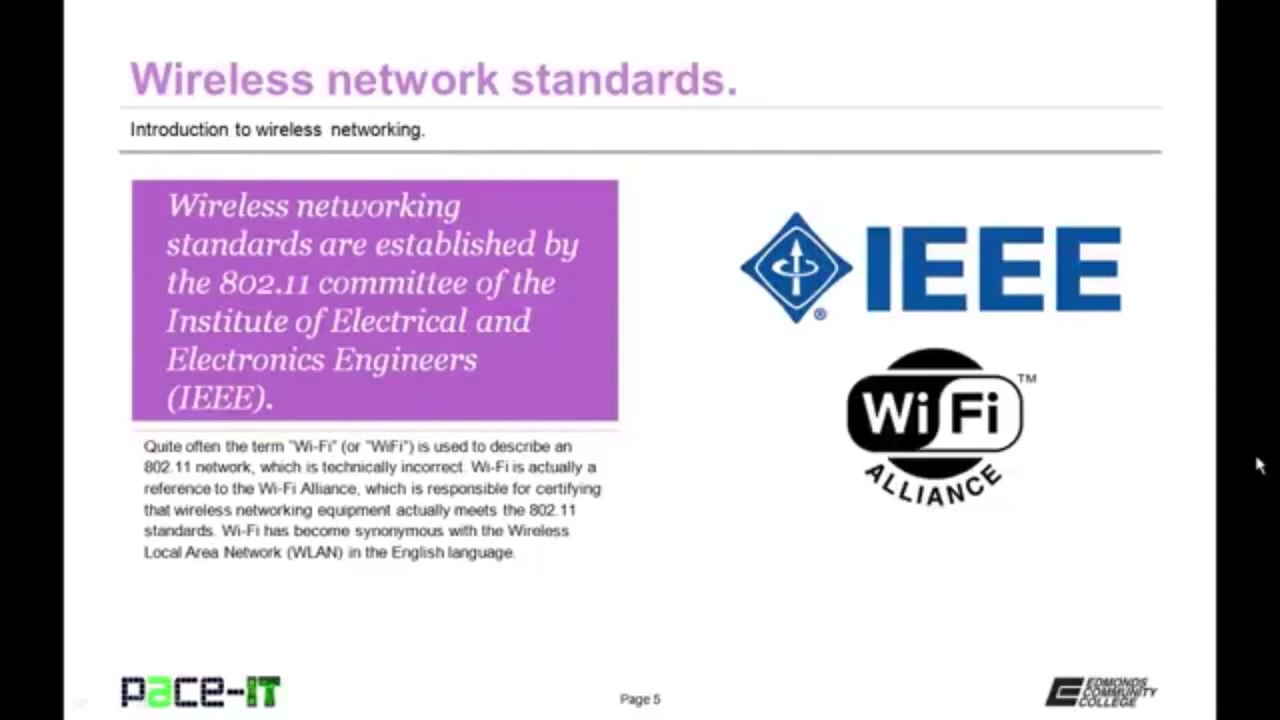 Wireless network standards.
Introduction to wireless networking.
Wireless networking
standards are established by
the 802.11 committee of the
Institute of Electrical and
Electronics Engineers
(IEEE).
Quite often the term "Wi-Fi" (or "WiFi") is used to describe an
802.11 network, which is technically incorrect. Wi-Fi is actually a
reference to the Wi-Fi Alliance, which is responsible for certifying
that wireless networking equipment actually meets the 802.11
standards. Wi-Fi has become synonymous with the Wireless
Local Area Network (WLAN) in the English language.
® IEEE
Wi Fi ™
ALLIANCE
pace-IT
Page 5
EDMONDS
COMMUNITY
COLLEGE